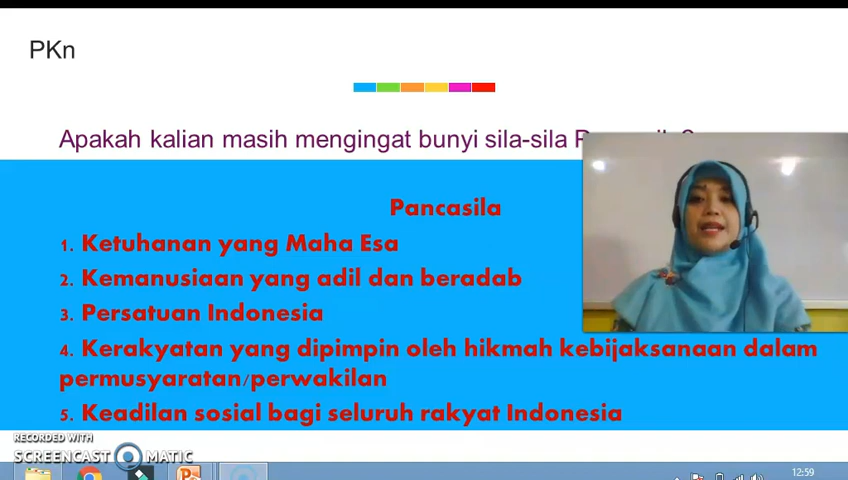 PKn
Apakah kalian masih mengingat bunyi sila-sila
Pancasila
1. Ketuhanan yang Maha Esa
2. Kemanusiaan yang adil dan beradab
3. Persatuan Indonesia
4. Kerakyatan yang dipimpin oleh hikmah kebijaksanaan dalam
permusyaratan/perwakilan
5. Keadilan sosial bagi seluruh rakyat Indonesia
RECORDED WITH
SCREENCAST MATIC
12:59